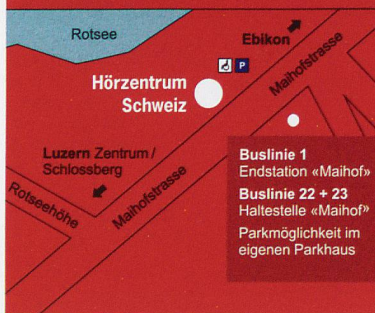 Rotsee
Ebikon
Maihofstrasse
P
Hörzentrum
Schweiz
Luzern Zentrum /
Schlossberg
Rotseehöhe
Maihofstrasse
Buslinie 1
Endstation «Maihof»
Buslinie 22 + 23
Haltestelle «Maihof»
Parkmöglichkeit im
eigenen Parkhaus